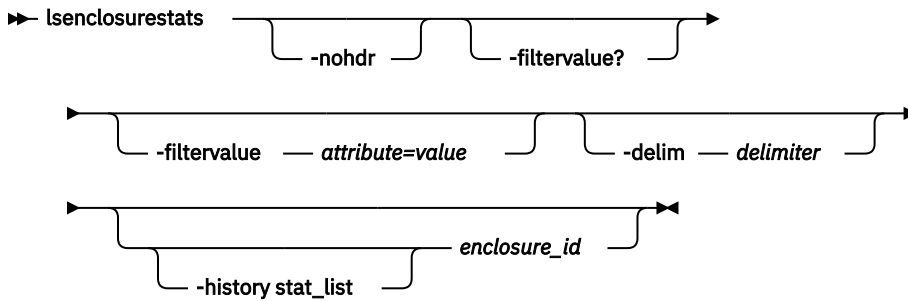 lsenclosurestats
-nohdr
-filtervalue?
-filtervalue attribute=value
-delim delimiter
enclosure_id
-history stat_list